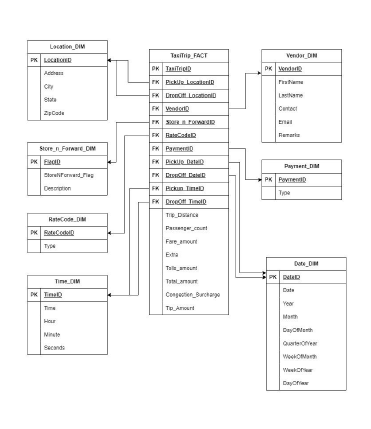 Location_DIM
PK LocationID
Address
City
State
ZipCode
Store_n_Forward_DIM
PK FlagID
StoreNForward_Flag
Description
RateCode_DIM
PK RateCodeID
Type
Time_DIM
PK TimeID
Time
Hour
Minute
Seconds
TaxiTrip_FACT
PK TaxiTripID
FK PickUp_LocationID
FK DropOff_LocationID
FK VendorID
FK Store_n_ForwardID
FK RateCodeID
FK PaymentID
FK PickUp_DateID
FK DropOff_DateID
FK Pickup_TimeID
FK DropOff_TimeID
Trip_Distance
Passenger_count
Fare_amount
Extra
Tolls_amount
Total_amount
Congestion_Surcharge
Tip_Amount
Vendor_DIM
PK VendorID
FirstName
LastName
Contact
Email
Remarks
Payment_DIM
PK PaymentID
Type
Date_DIM
PK DateID
Date
Year
Month
DayOfMonth
QuarterOfYear
WeekOfMonth
WeekOfYear
DayOfYear